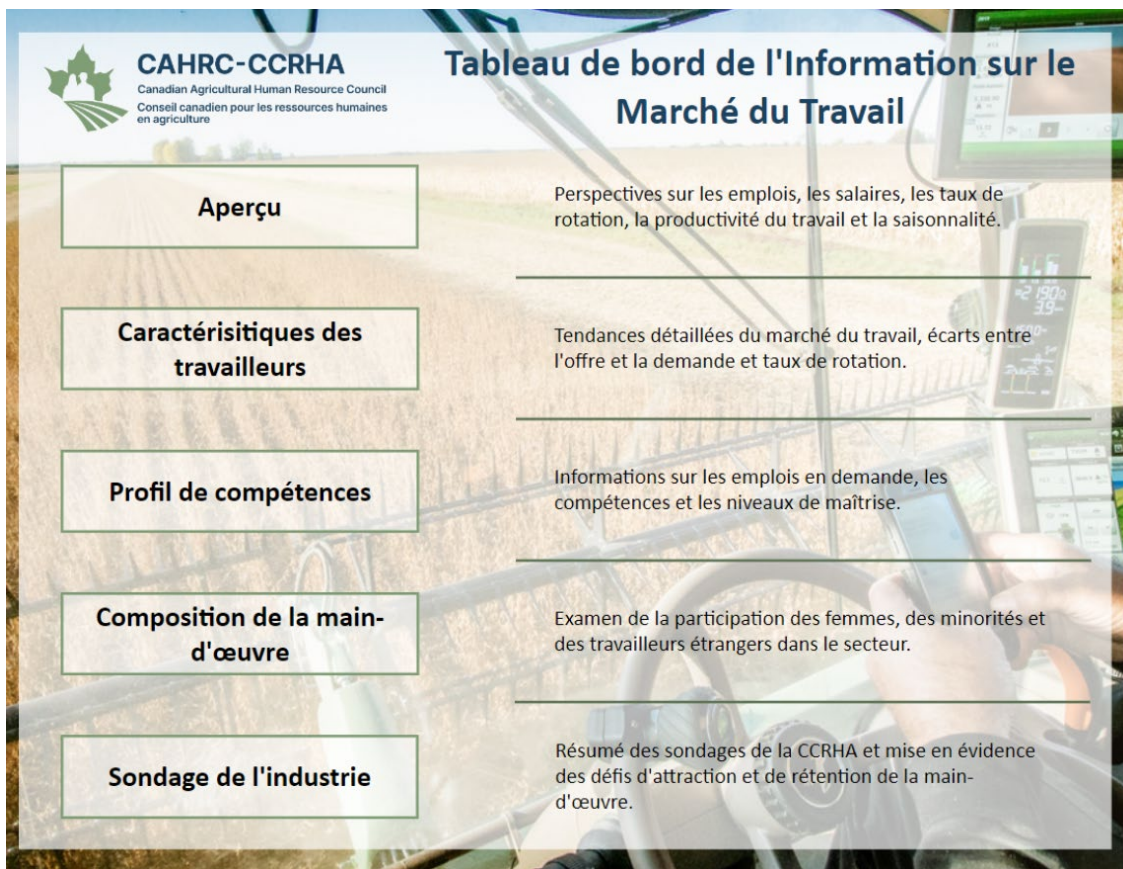 CAHRC-CCRHA
Canadian Agricultural Human Resource Council
Conseil canadien pour les ressources humaines
en agriculture
Tableau de bord de l'Information sur le
Marché du Travail
Aperçu
Perspectives sur les emplois, les salaires, les taux de
rotation, la productivité du travail et la saisonnalité.
Caractérisitiques des
travailleurs
Tendances détaillées du marché du travail, écarts entre
l'offre et la demande et taux de rotation.
Profil de compétences
Informations sur les emplois en demande, les
compétences et les niveaux de maîtrise.
Composition de la main-
d'œuvre
Examen de la participation des femmes, des minorités et
des travailleurs étrangers dans le secteur.
Sondage de l'industrie
Résumé des sondages de la CCRHA et mise en évidence
des défis d'attraction et de rétention de la main-
d'œuvre.